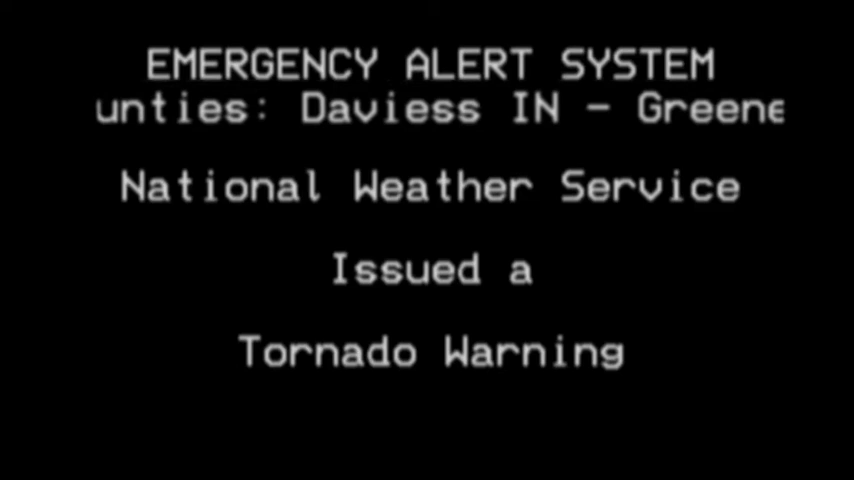 EMERGENCY ALERT SYSTEM
unties: Daviess IN - Greene
National Weather Service
Issued a
Tornado Warning